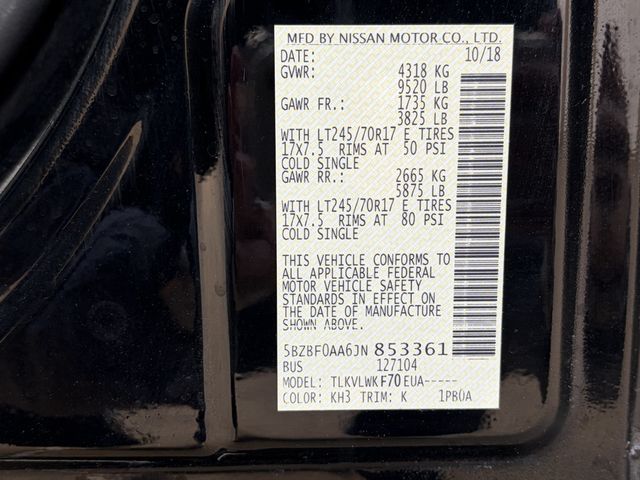 MFD BY NISSAN MOTOR CO., LTD.
DATE: 10/18
GVWR: 4318 KG
9520 LB
GAWR FR.: 1735 KG
3825 LB
WITH LT245/70R17 E TIRES
17X7.5 RIMS AT 50 PSI
COLD SINGLE
GAWR RR.: 2665 KG
5875 LB
WITH LT245/70R17 E TIRES
17X7.5 RIMS AT 80 PSI
COLD SINGLE
THIS VEHICLE CONFORMS TO
ALL APPLICABLE FEDERAL
MOTOR VEHICLE SAFETY
STANDARDS IN EFFECT ON
THE DATE OF MANUFACTURE
SHOWN ABOVE.
5BZBF0AA6JN 853361
BUS 127104
MODEL: TLKVLWK F70 EUA-----
COLOR: KH3 TRIM: K 1PB0A